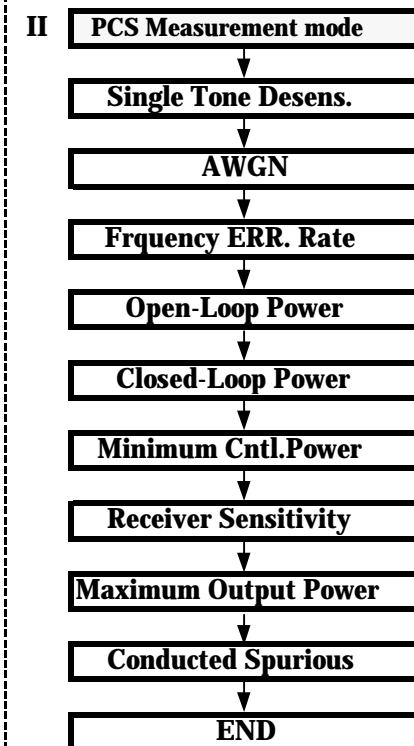 II PCS Measurement mode
Single Tone Desens.
AWGN
Frquency ERR. Rate
Open-Loop Power
Closed-Loop Power
Minimum Cntl.Power
Receiver Sensitivity
Maximum Output Power
Conducted Spurious
END